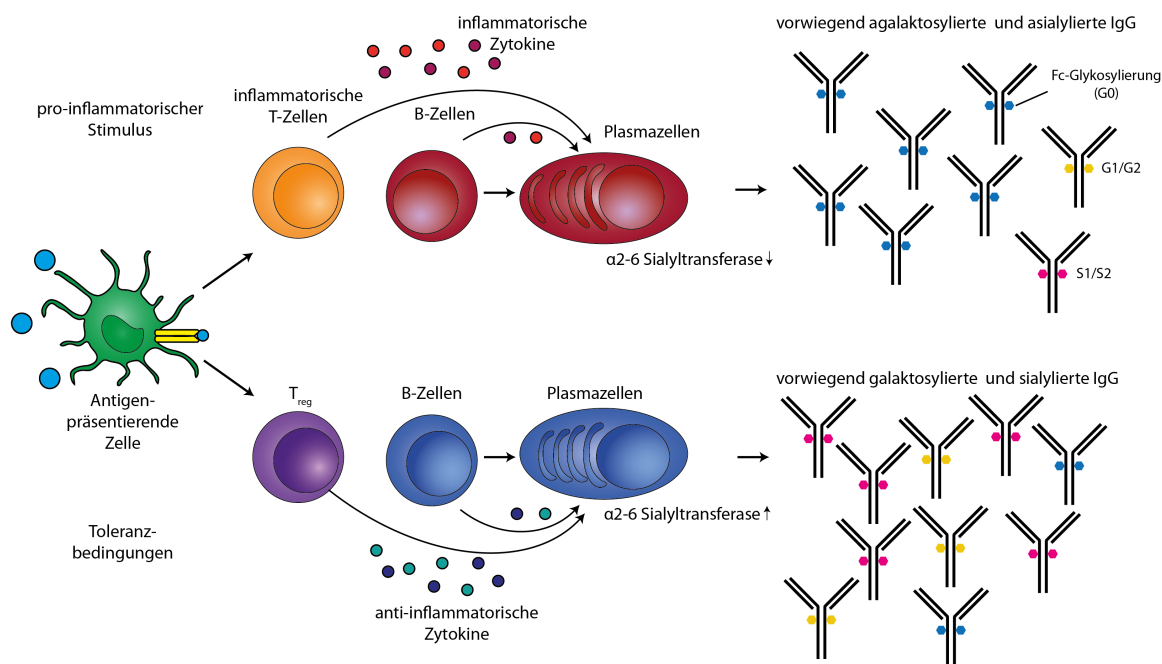 inflammatorische
Zytokine
vorwiegend agalaktosylierte und asialylierte IgG
pro-inflammatorischer
Stimulus
inflammatorische
T-Zellen
B-Zellen
Plasmazellen
Fc-Glykosylierung
(G0)
G1/G2
α2-6 Sialyltransferase↓
S1/S2
Antigen-
präsentierende
Zelle
Treg
B-Zellen
Plasmazellen
vorwiegend galaktosylierte und sialylierte IgG
α2-6 Sialyltransferase↑
Toleranz-
bedingungen
anti-inflammatorische
Zytokine